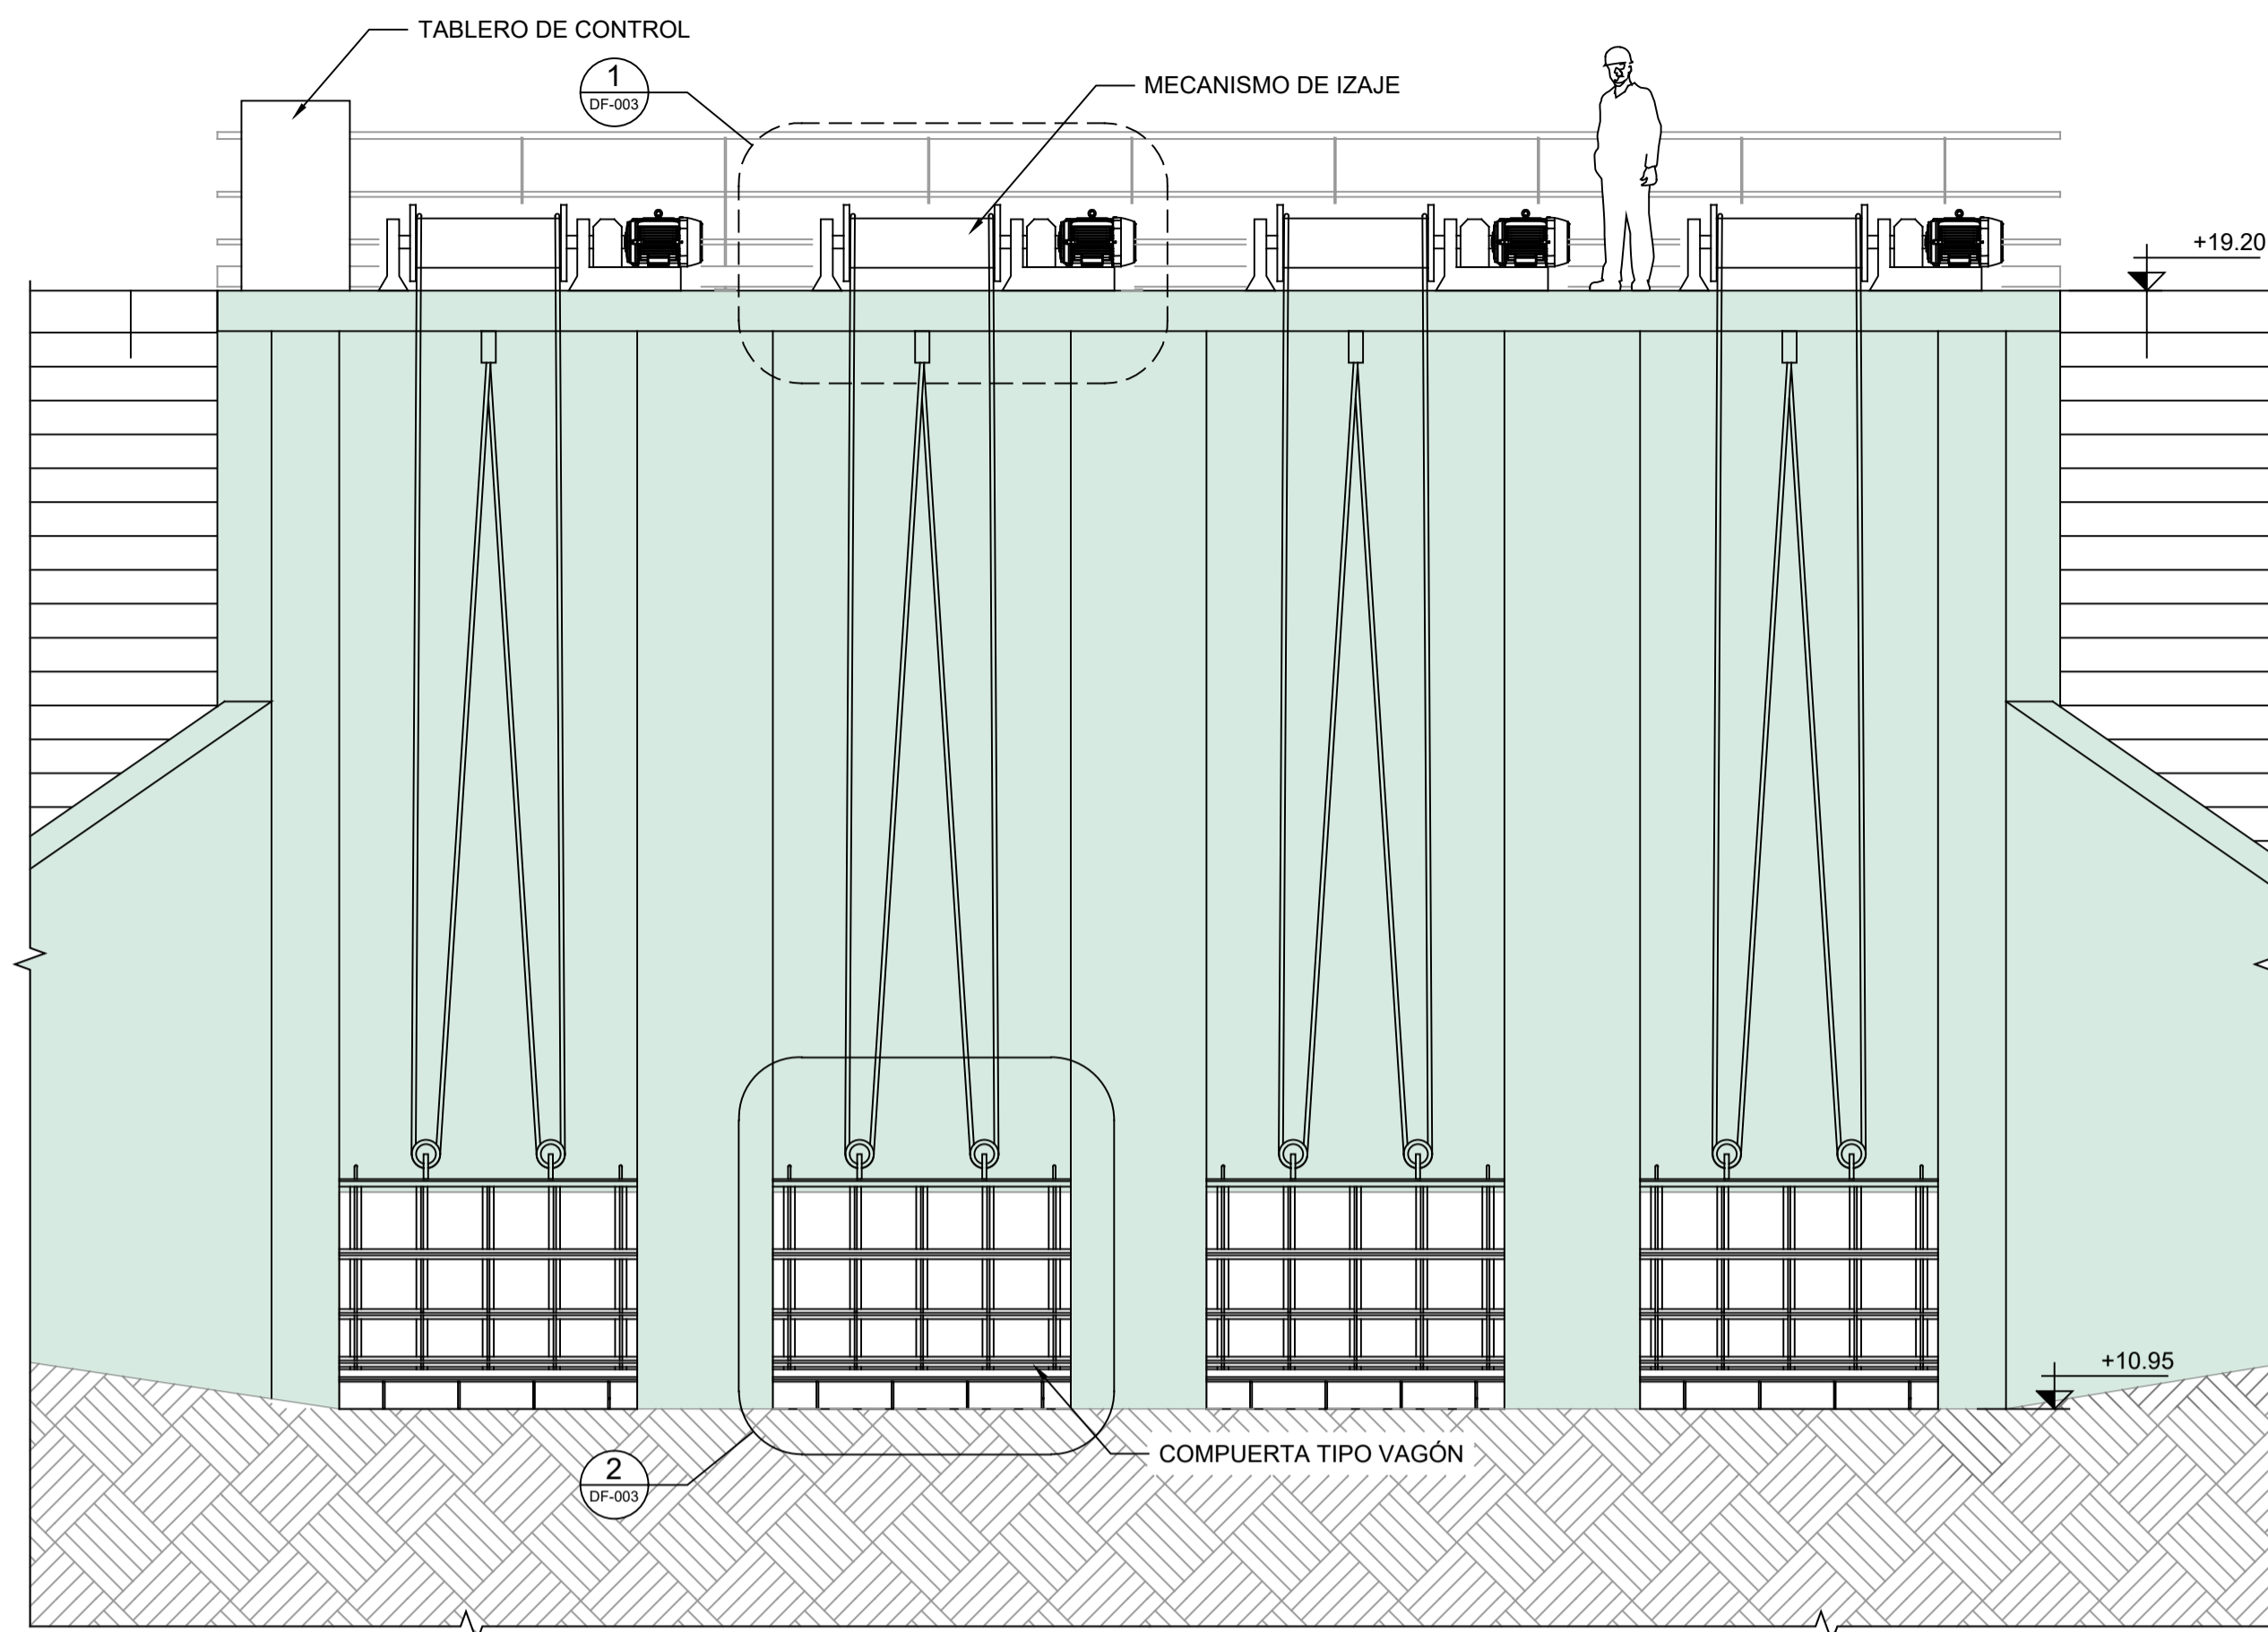 TABLERO DE CONTROL
1
DF-003
MECANISMO DE IZAJE
+19.20
+10.95
COMPUERTA TIPO VAGÓN
2
DF-003